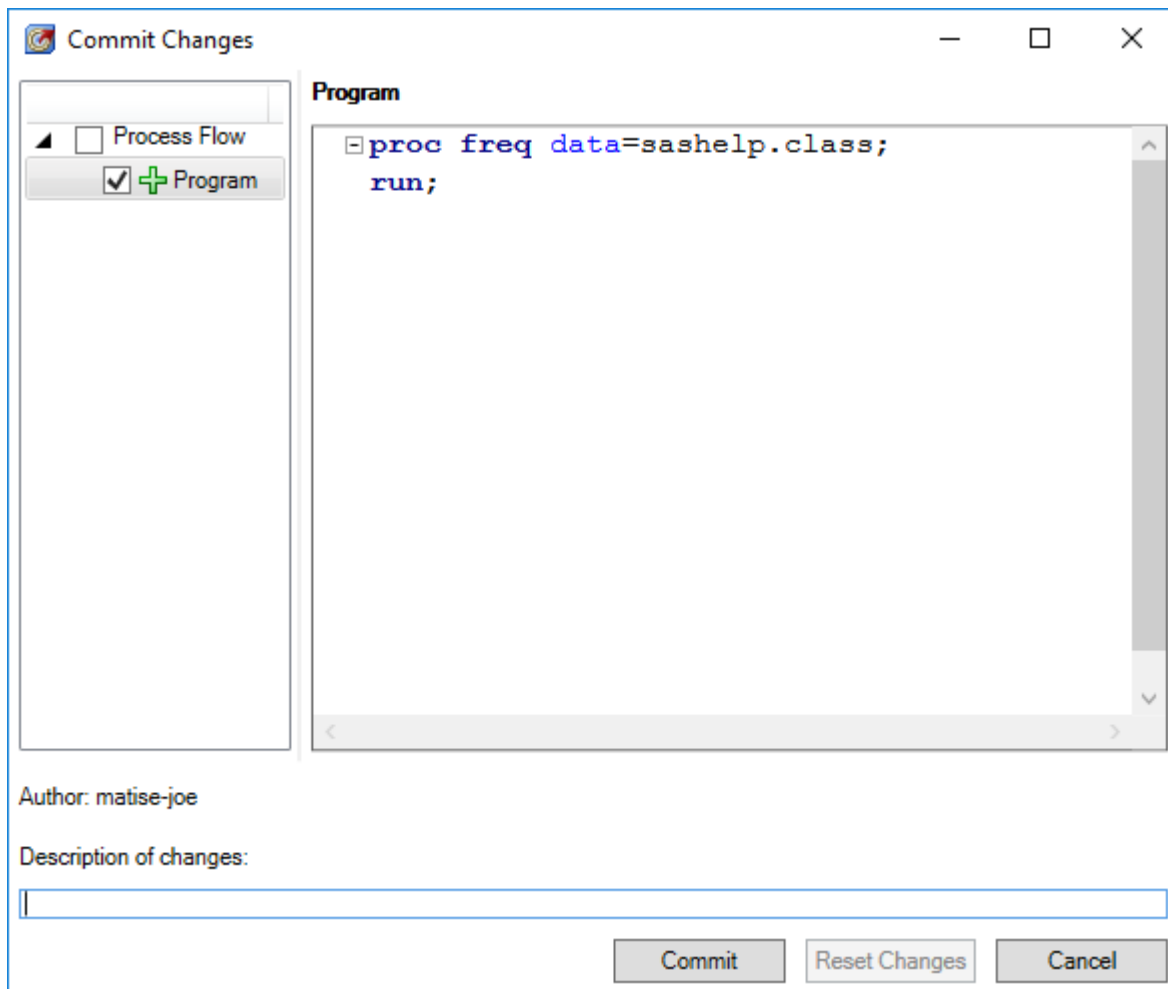 Commit Changes
Process Flow
Program
Program
proc freq data=sashelp.class;
run;
Author: matise-joe
Description of changes:
Commit
Reset Changes
Cancel